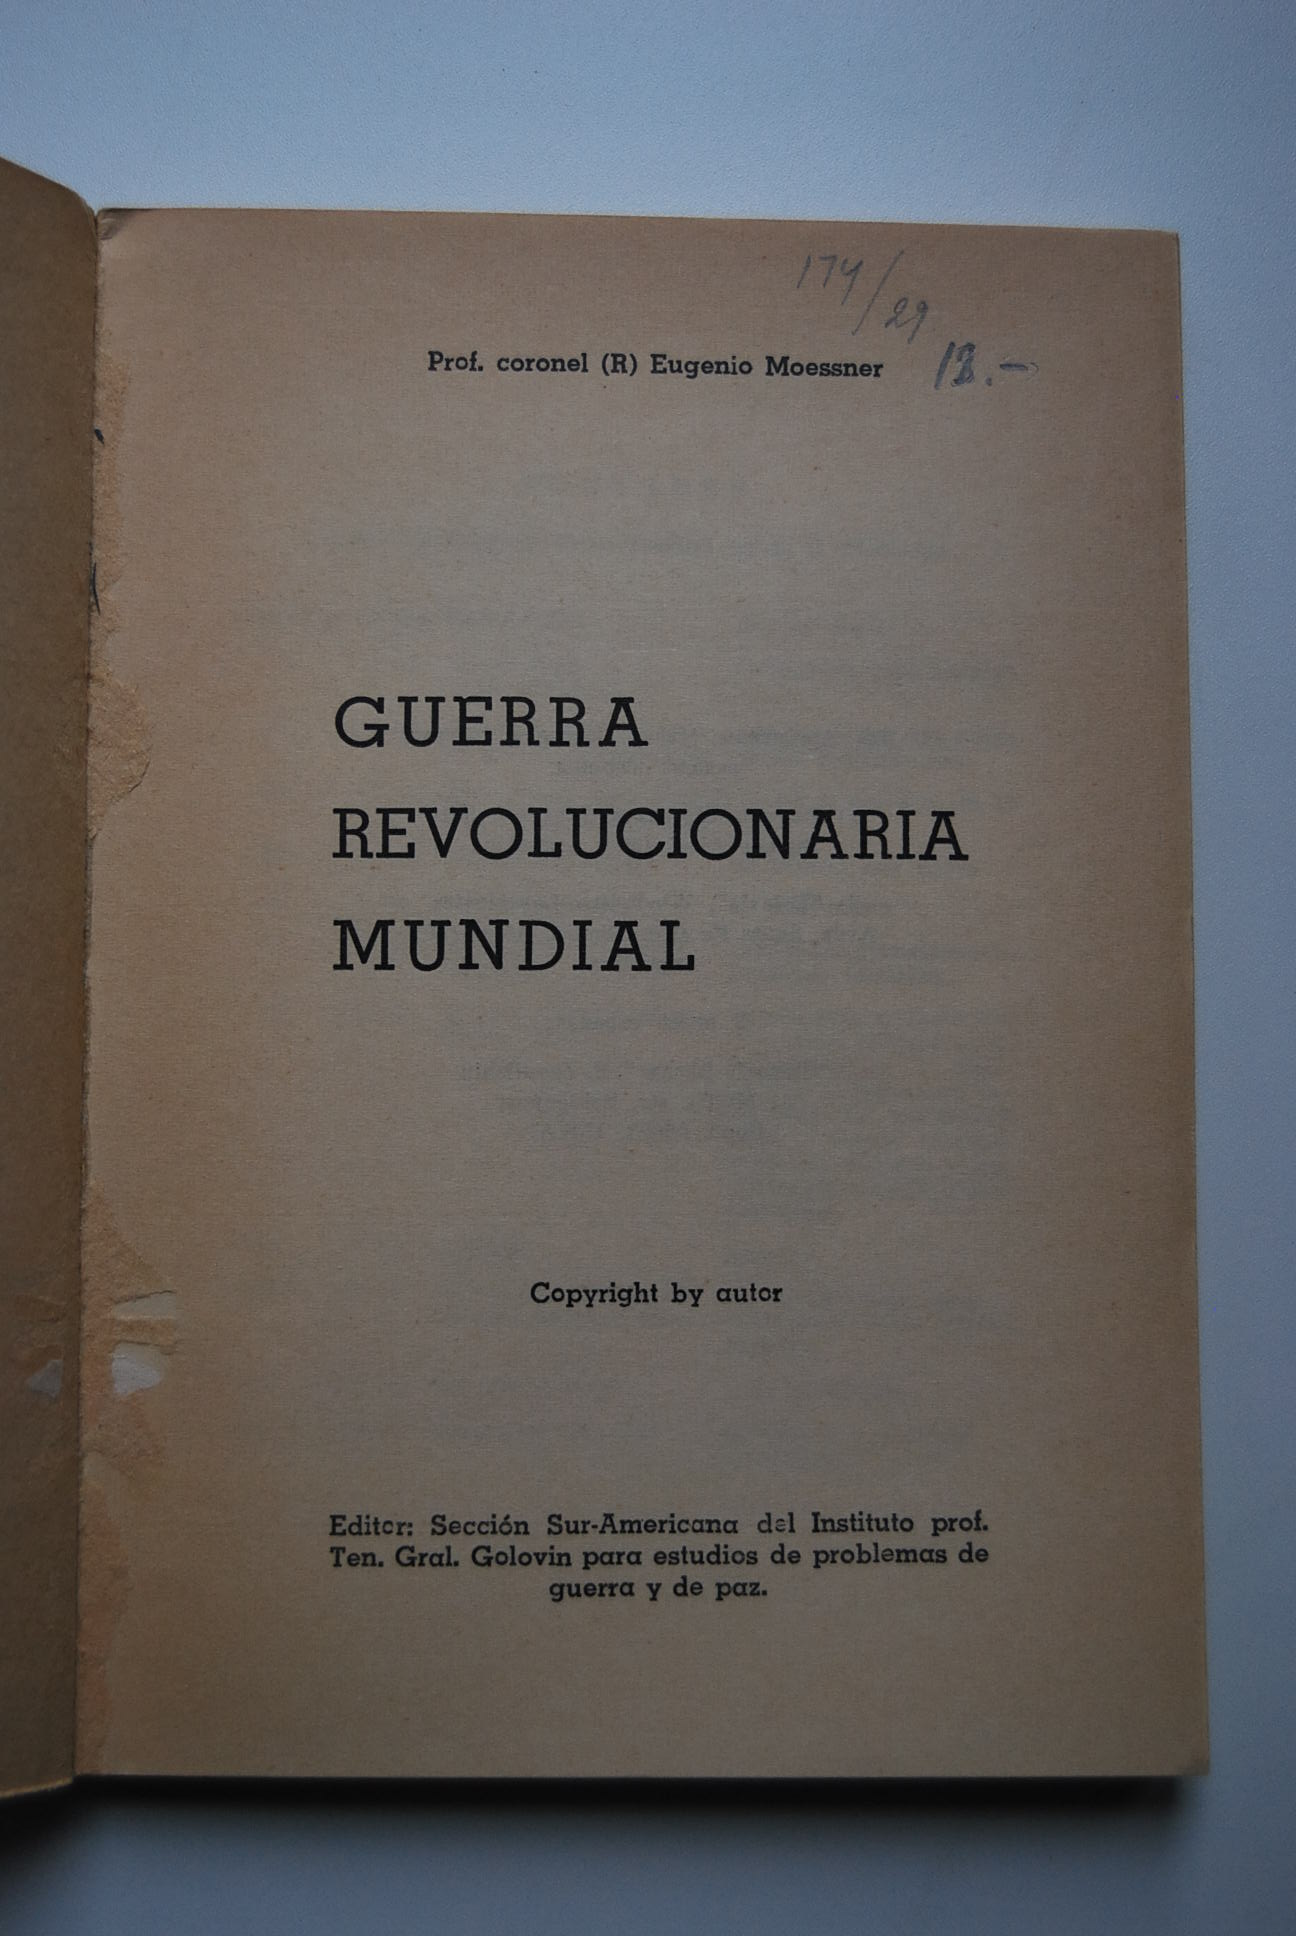 174/29
Prof. coronel (R) Eugenio Moessner
GUERRA
REVOLUCIONARIA
MUNDIAL
Copyright by autor
Editor: Sección Sur-Americana del Instituto prof.
Ten. Gral. Golovin para estudios de problemas de
guerra y de paz.